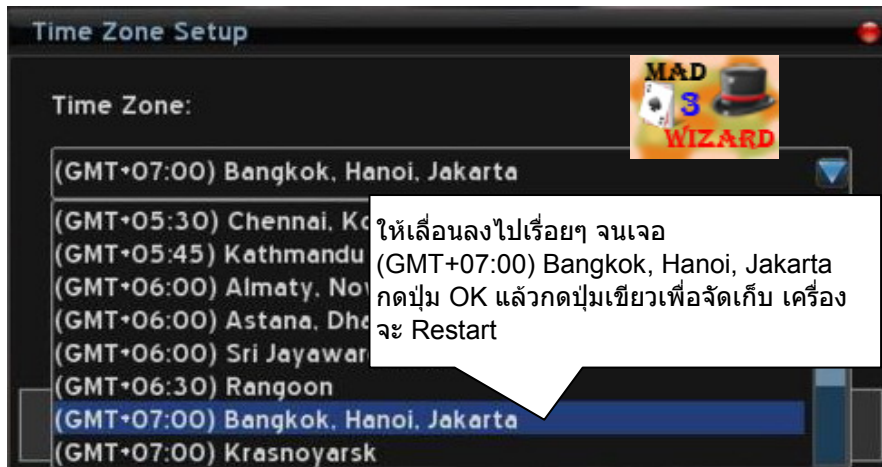 Time Zone Setup
MAD
3
WIZARD
Time Zone:
(GMT+07:00) Bangkok, Hanoi, Jakarta
(GMT+05:30) Chennai,
(GMT+05:45) Kathmandu
(GMT+06:00) Almaty,
(GMT+06:00) Astana,
(GMT+06:00) Sri
(GMT+06:30) Rangoon
(GMT+07:00) Bangkok, Hanoi, Jakarta
(GMT+07:00) Krasnoyarsk
ให้เลื่อนลงไปเรื่อยๆ จนเจอ
(GMT+07:00) Bangkok, Hanoi, Jakarta
กดปุ่ม OK แล้วกดปุ่มเขียวเพื่อจัดเก็บ เครื่อง
จะ Restart